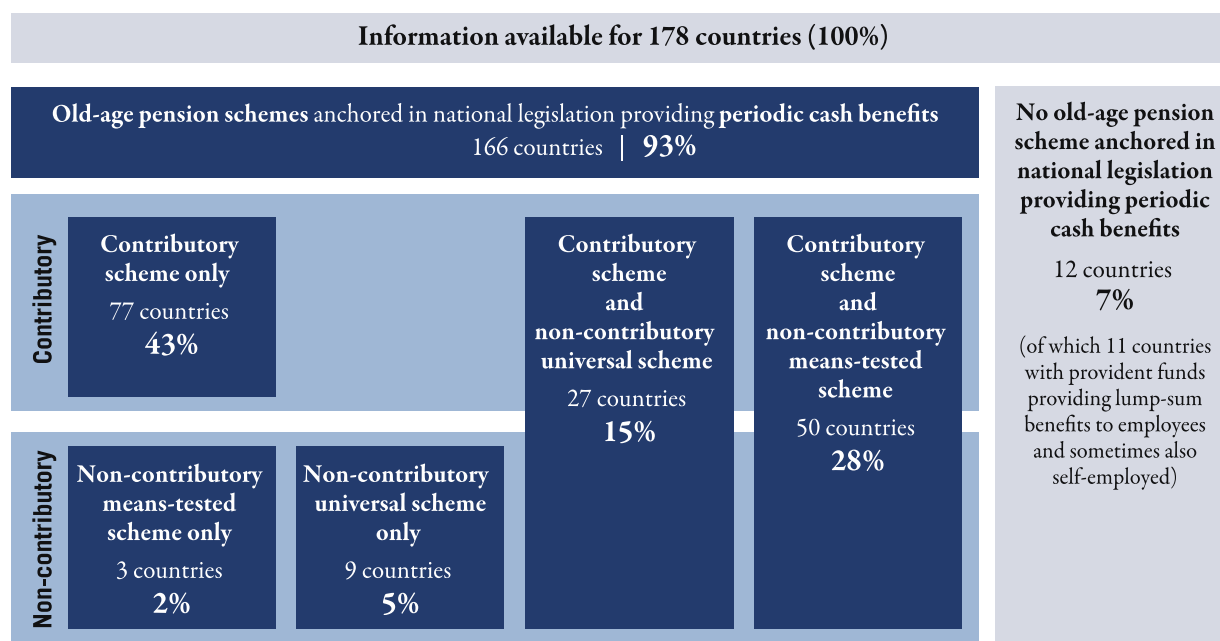 Information available for 178 countries (100%)
Old-age pension schemes anchored in national legislation providing periodic cash benefits
166 countries | 93%
Contributory
Contributory
scheme only
77 countries
43%
Contributory
scheme
and
non-contributory
universal scheme
27 countries
15%
Contributory
scheme
and
non-contributory
means-tested
scheme
50 countries
28%
Non-contributory
Non-contributory
means-tested
scheme only
3 countries
2%
Non-contributory
universal scheme
only
9 countries
5%
No old-age pension
scheme anchored in
national legislation
providing periodic
cash benefits
12 countries
7%
(of which 11 countries
with provident funds
providing lump-sum
benefits to employees
and sometimes also
self-employed)